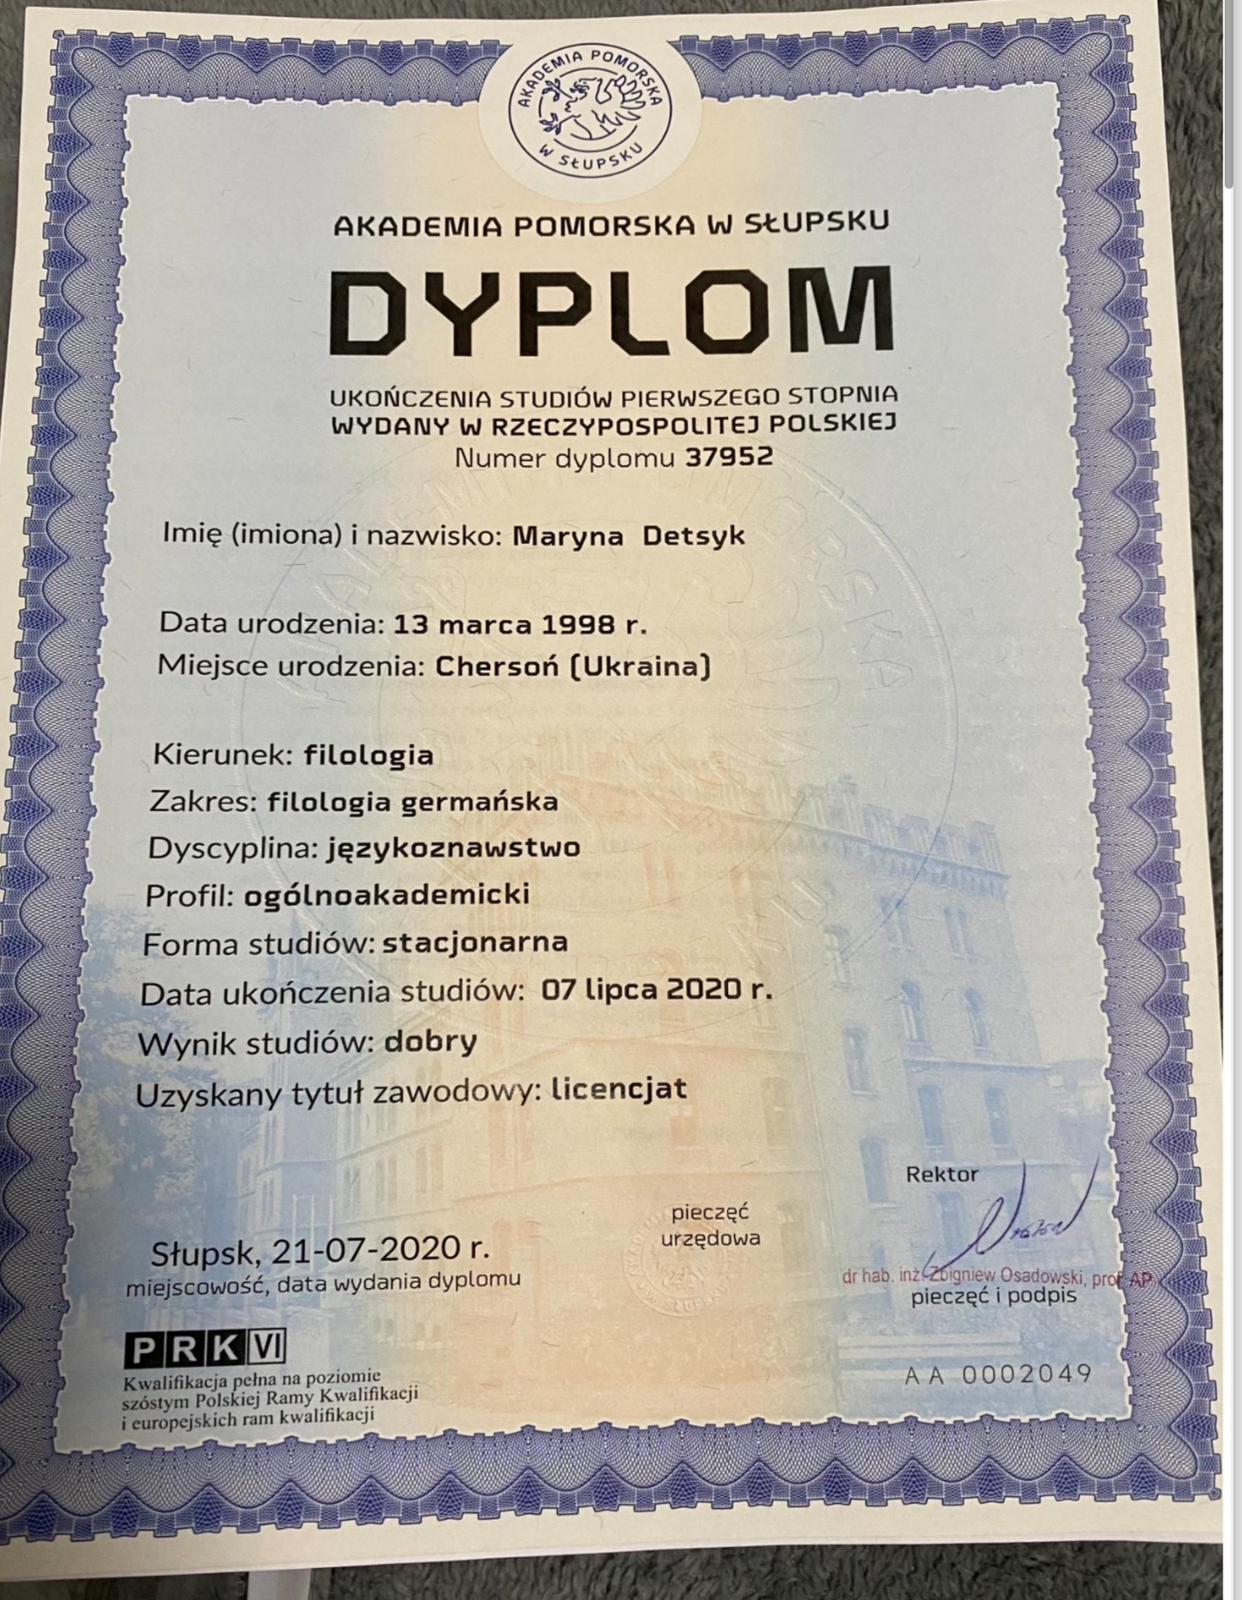 AKADEMIA POMORSKA
W SŁUPSKU
AKADEMIA POMORSKA W SŁUPSKU
DYPLOM
UKOŃCZENIA STUDIÓW PIERWSZEGO STOPNIA
WYDANY W RZECZYPOSPOLITEJ POLSKIEJ
Numer dyplomu 37952
Imię (imiona) i nazwisko: Maryna Detsyk
Data urodzenia: 13 marca 1998 r.
Miejsce urodzenia: Chersoń (Ukraina)
Kierunek: filologia
Zakres: filologia germańska
Dyscyplina: językoznawstwo
Profil: ogólnoakademicki
Forma studiów: stacjonarna
Data ukończenia studiów: 07 lipca 2020 r.
Wynik studiów: dobry
Uzyskany tytuł zawodowy: licencjat
Rektor
pieczęć
urzędowa
Słupsk, 21-07-2020 r.
miejscowość, data wydania dyplomu
dr hab. inż. Zbigniew Osadowski, prof. AP
pieczęć i podpis
PRK VI
Kwalifikacja pełna na poziomie
szóstym Polskiej Ramy Kwalifikacji
i europejskich ram kwalifikacji
AA 0002049